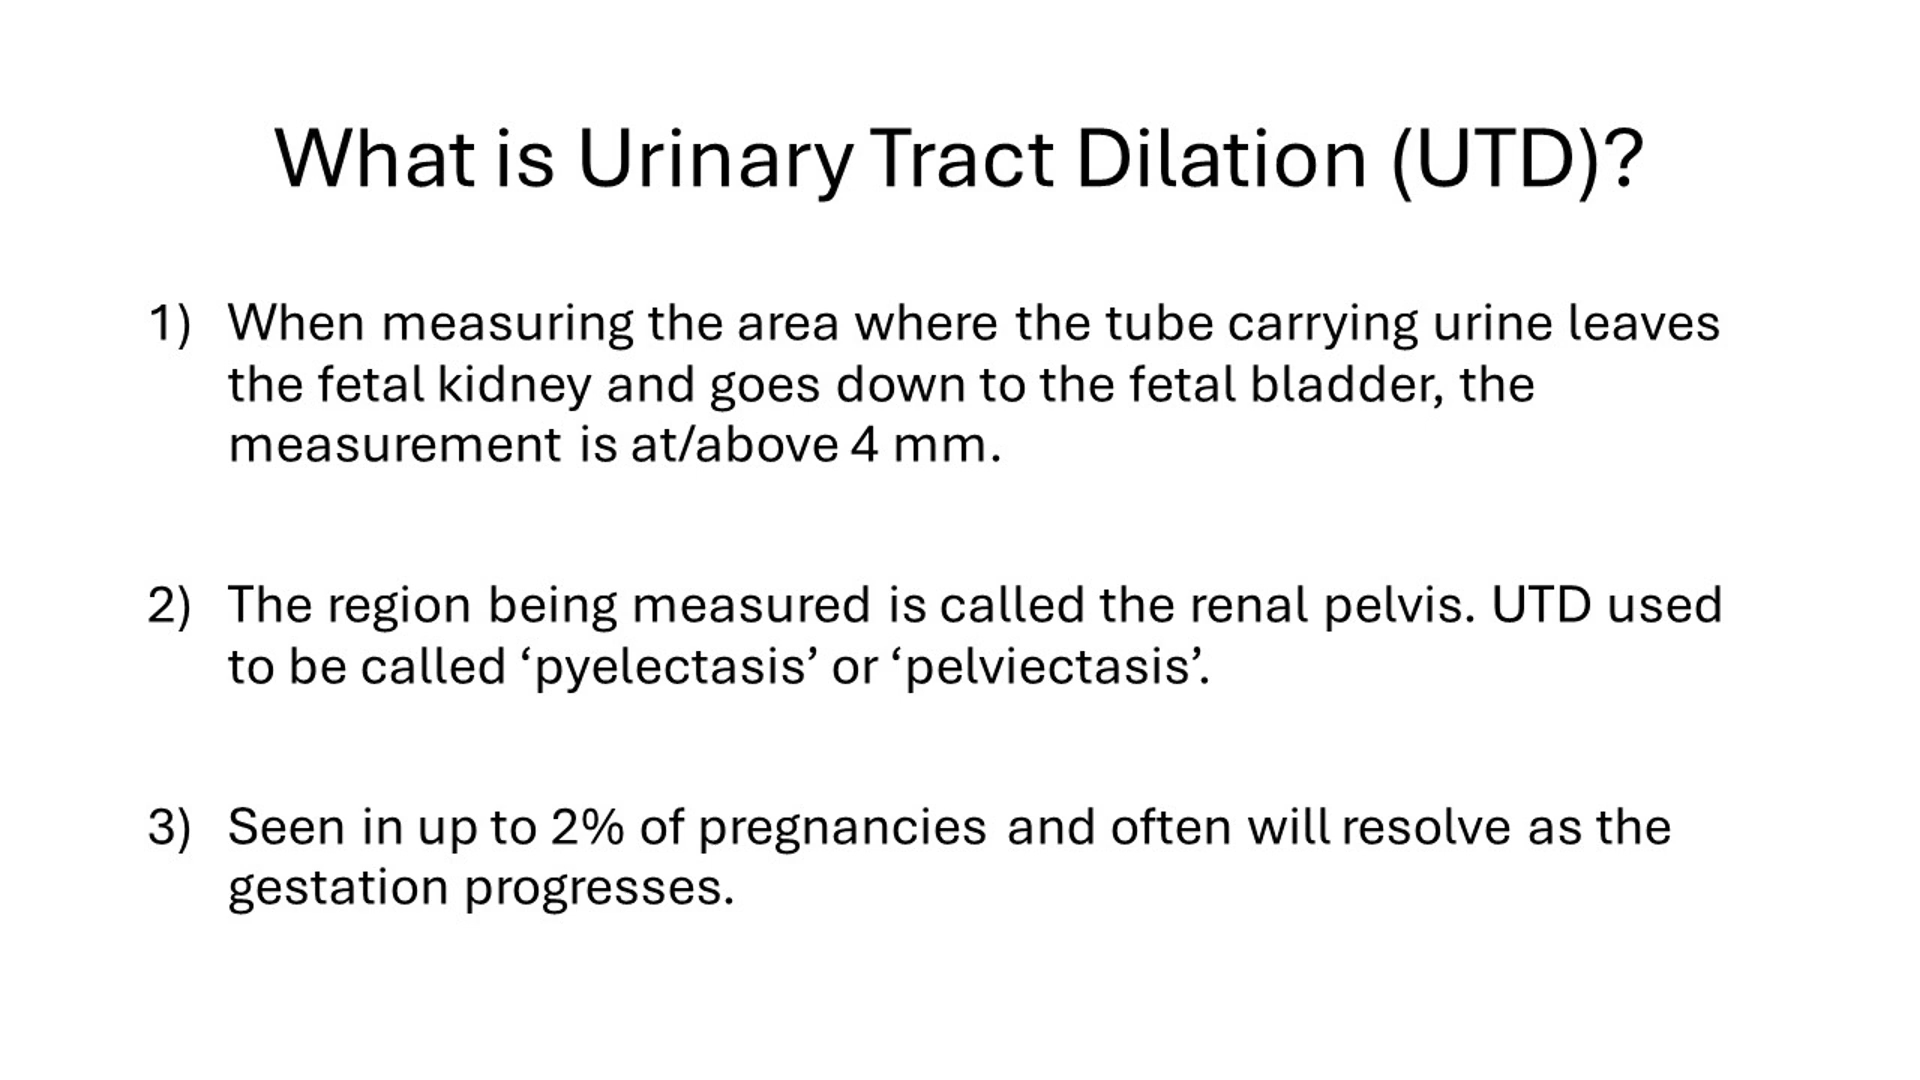 What is Urinary Tract Dilation (UTD)?
1) When measuring the area where the tube carrying urine leaves
the fetal kidney and goes down to the fetal bladder, the
measurement is at/above 4 mm.
2) The region being measured is called the renal pelvis. UTD used
to be called ‘pyelectasis’ or ‘pelviectasis’.
3) Seen in up to 2% of pregnancies and often will resolve as the
gestation progresses.